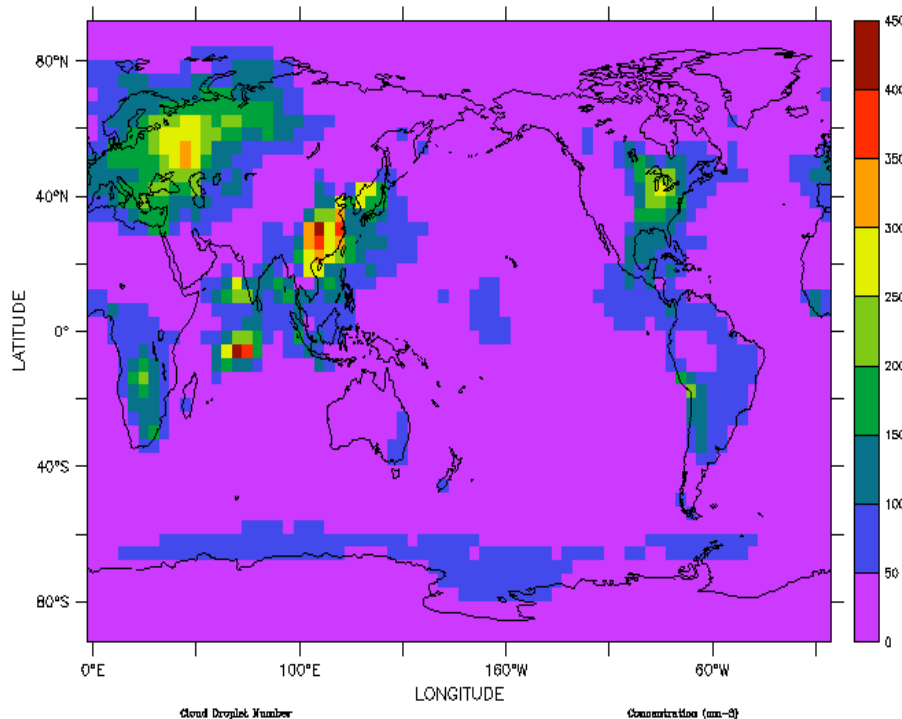 450
400
350
300
250
200
150
100
50
0
80°N
40°N
0°
40°S
80°S
LATITUDE
0°E 100°E 160°W 60°W
LONGITUDE
Cloud Droplet Number Concentration (cm-3)